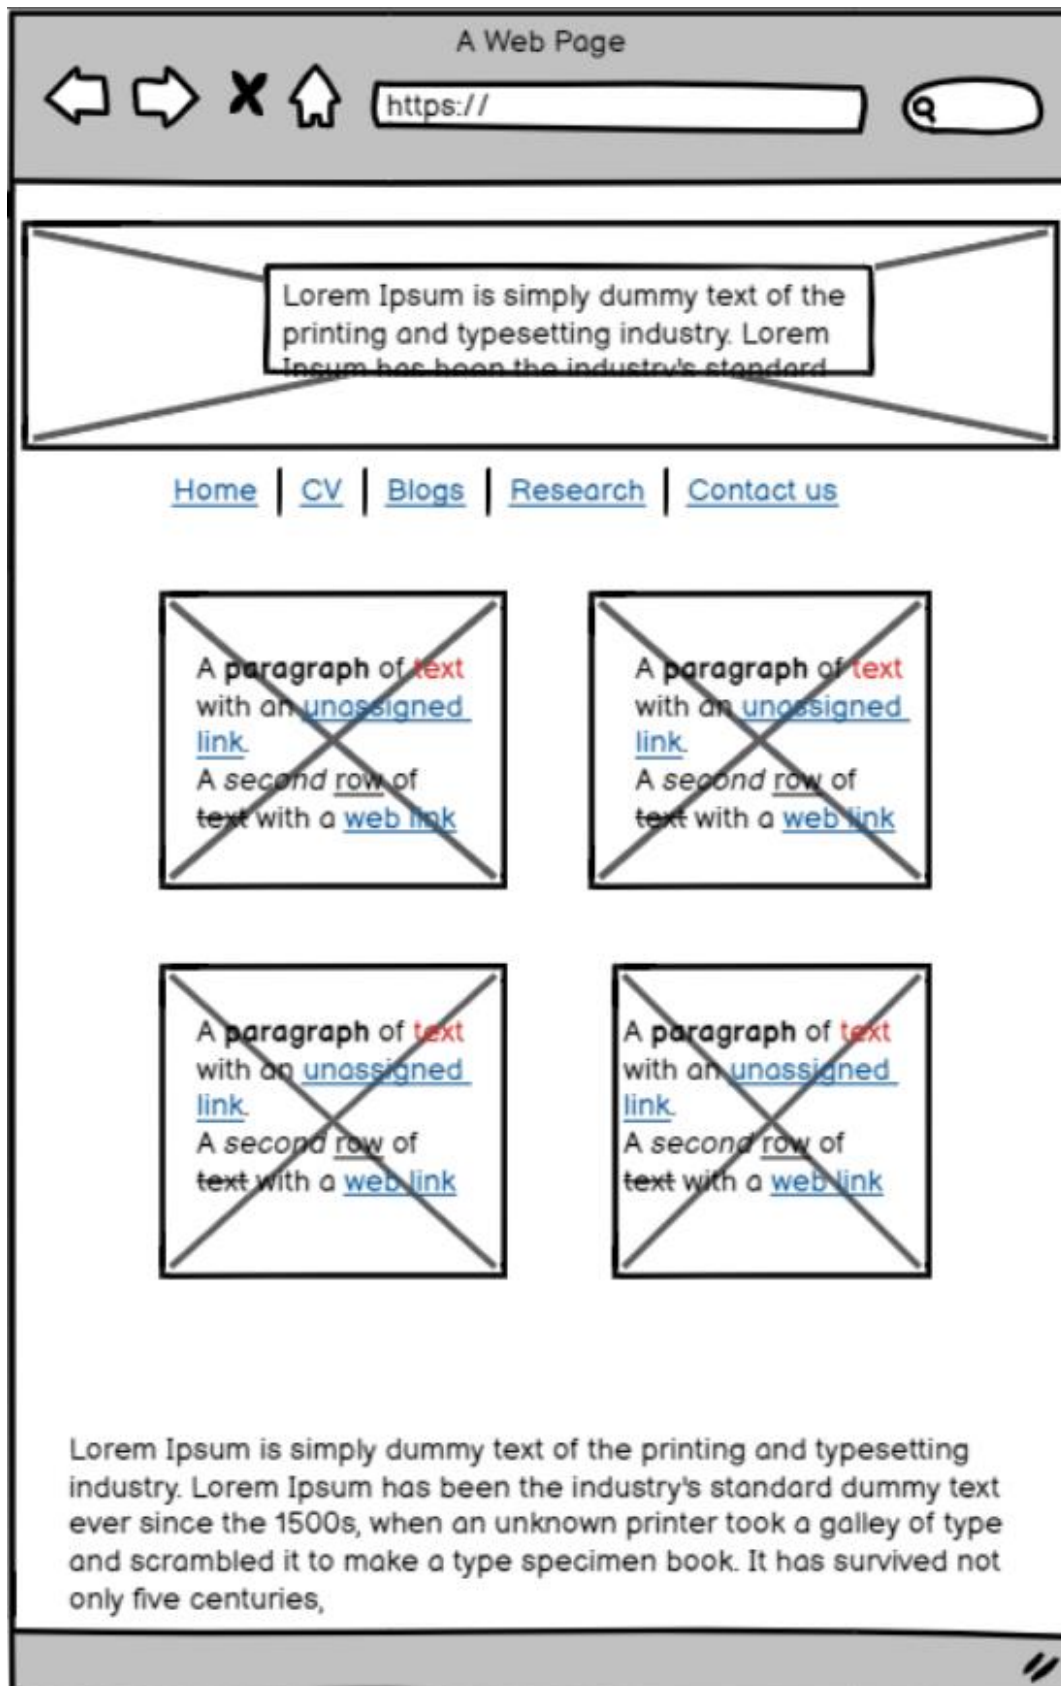 A Web Page
https://
Lorem Ipsum is simply dummy text of the
printing and typesetting industry. Lorem
Ipsum has been the industry's standard
Home | CV | Blogs | Research | Contact us
A paragraph of text
with an unassigned
link.
A second row of
text with a web link
A paragraph of text
with an unassigned
link.
A second row of
text with a web link
A paragraph of text
with an unassigned
link.
A second row of
text with a web link
A paragraph of text
with an unassigned
link.
A second row of
text with a web link
Lorem Ipsum is simply dummy text of the printing and typesetting
industry. Lorem Ipsum has been the industry's standard dummy text
ever since the 1500s, when an unknown printer took a galley of type
and scrambled it to make a type specimen book. It has survived not
only five centuries,